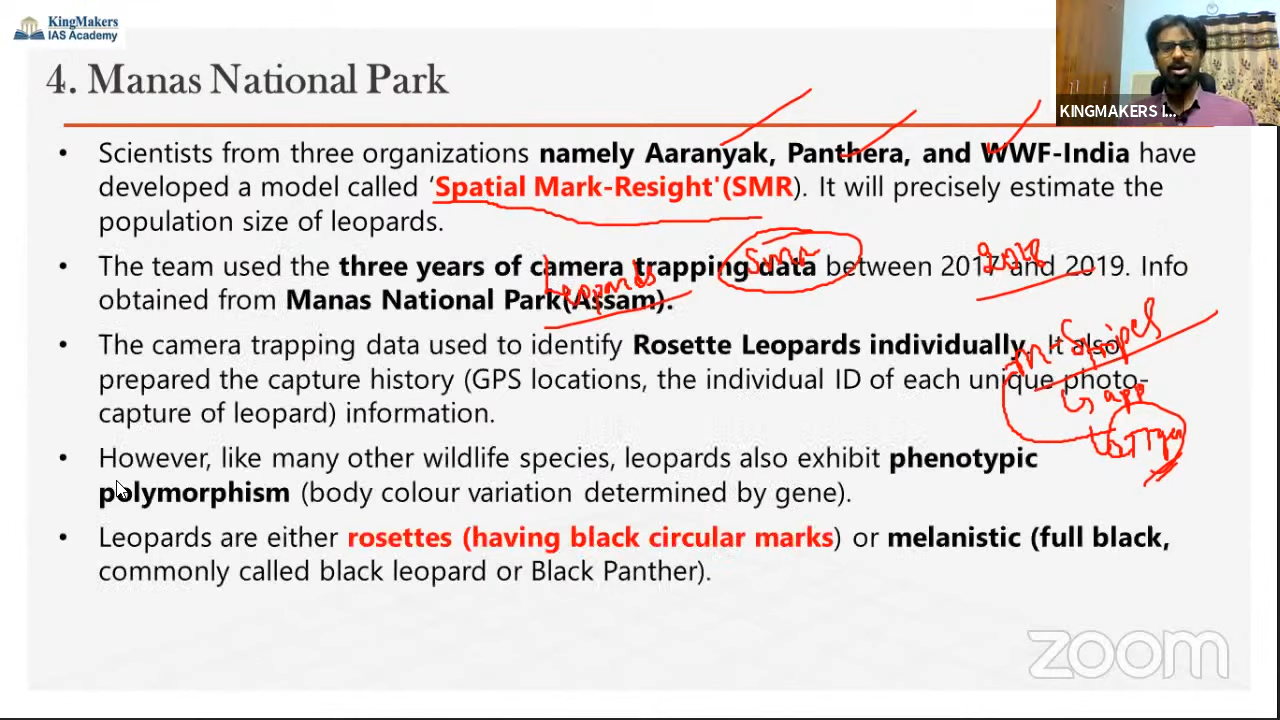 KingMakers
IAS Academy
4. Manas National Park
KINGMAKERS I...
• Scientists from three organizations namely Aaranyak, Panthera, and WWF-India have
developed a model called ‘Spatial Mark-Resight'(SMR). It will precisely estimate the
population size of leopards.
SMR
2018
• The team used the three years of camera trapping data between 2017 and 2019. Info
Leopards
obtained from Manas National Park(Assam).
m-Stripes
• The camera trapping data used to identify Rosette Leopards individually. It also
prepared the capture history (GPS locations, the individual ID of each unique photo-
app
capture of leopard) information.
Tiger
• However, like many other wildlife species, leopards also exhibit phenotypic
polymorphism (body colour variation determined by gene).
• Leopards are either rosettes (having black circular marks) or melanistic (full black,
commonly called black leopard or Black Panther).
zoom